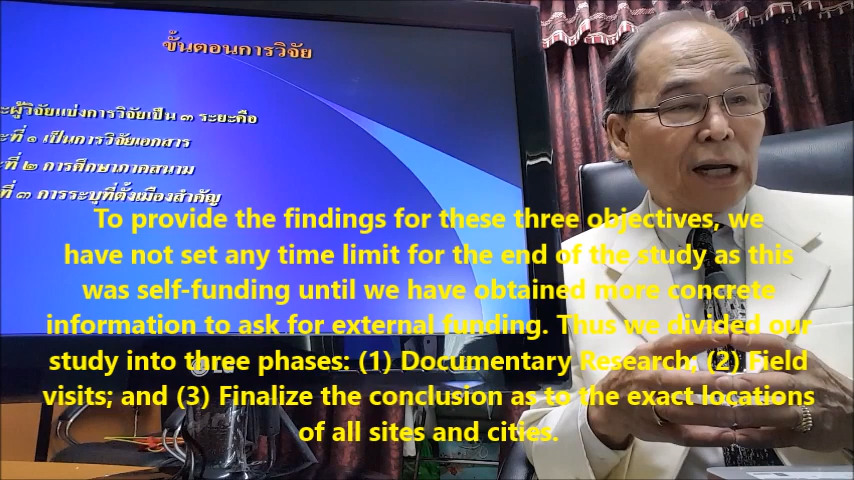 ขั้นตอนการวิจัย
ะผู้วิจัยแบ่งการวิจัยเป็น ๓ ระยะคือ
ะที่ ๑ เป็นการวิจัยเอกสาร
ะที่ ๒ การศึกษาภาคสนาม
ที่ ๓ การระบุที่ตั้งเมืองสำคัญ
To provide the findings for these three objectives, we
have not set any time limit for the end of the study as this
was self-funding until we have obtained more concrete
information to ask for external funding. Thus we divided our
study into three phases: (1) Documentary Research; (2) Field
visits; and (3) Finalize the conclusion as to the exact locations
of all sites and cities.
LG